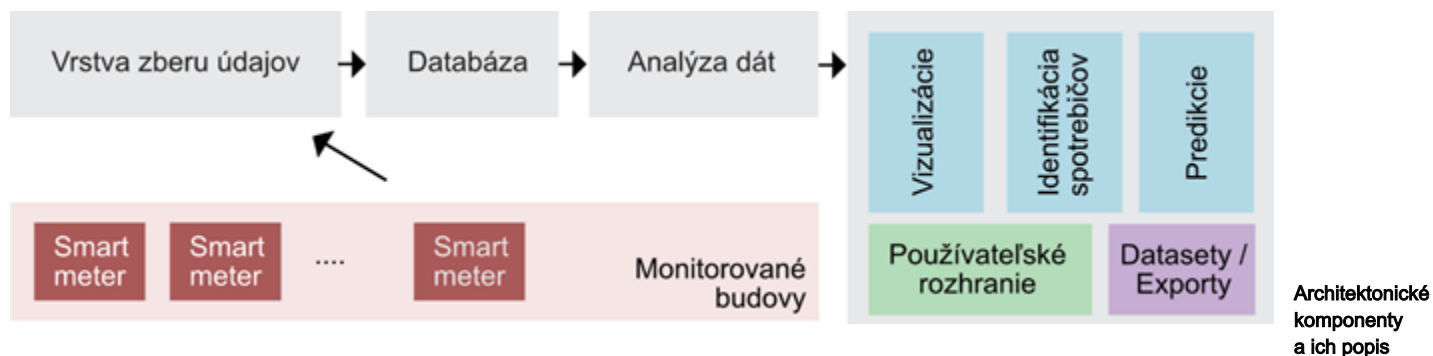 Vrstva zberu údajov
Databáza
Analýza dát
Vizualizácie
Identifikácia
spotrebičov
Predikcie
Smart
meter
Smart
meter
....
Smart
meter
Monitorované
budovy
Používateľské
rozhranie
Datasety /
Exporty
Architektonické
komponenty
a ich popis